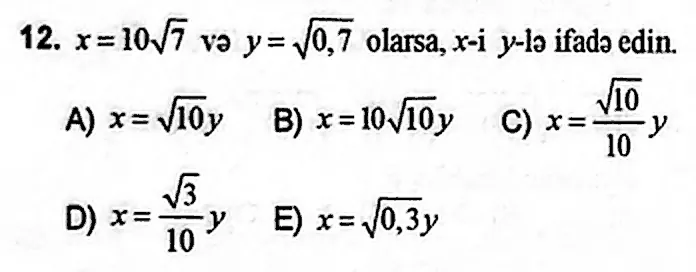 12. x = 10√7 və y = √0,7 olarsa, x-i y-lə ifadə edin.
A) x = √10y B) x = 10√10y C) x = √10/10 y
D) x = √3/10 y E) x = √0,3y